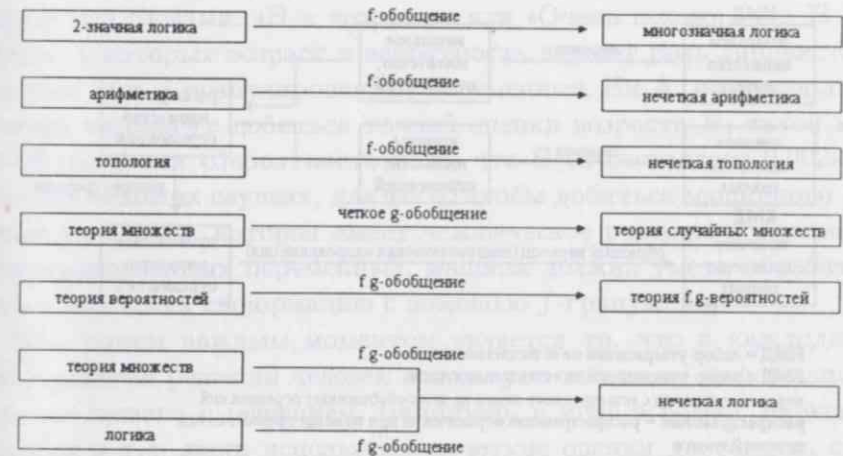 f-обобщение
2-значная логика
многозначная логика
f-обобщение
арифметика
нечеткая арифметика
f-обобщение
топология
нечеткая топология
четкое g-обобщение
теория множеств
теория случайных множеств
f.g-обобщение
теория вероятностей
теория f.g-вероятностей
f.g-обобщение
теория множеств
нечеткая логика
логика
f.g-обобщение